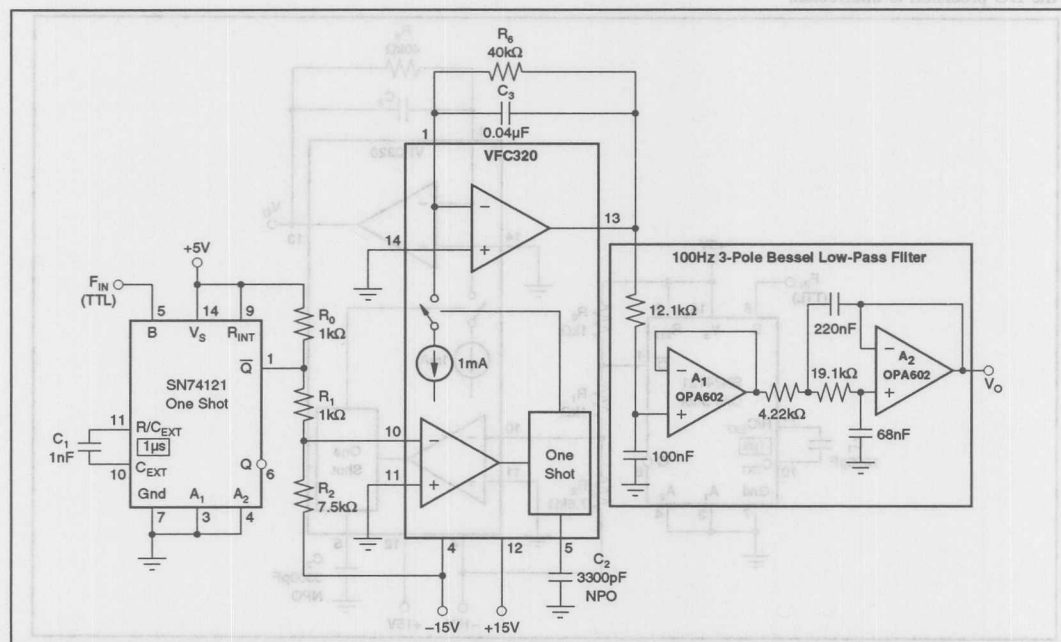 R6
40kΩ
C3
0.04µF
1
VFC320
13
14
100Hz 3-Pole Bessel Low-Pass Filter
+5V
FIN
(TTL)
5
14
9
B
VS
RINT
R0
1kΩ
Q
1
SN74121
One Shot
11
R/CEXT
1µs
C1
1nF
10
CEXT
Q
6
Gnd
A1
A2
7
3
4
R1
1kΩ
R2
7.5kΩ
1mA
10
11
One
Shot
4
12
5
C2
3300pF
NPO
–15V
+15V
12.1kΩ
A1
OPA602
100nF
4.22kΩ
220nF
19.1kΩ
A2
OPA602
68nF
VO